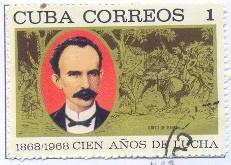 CUBA CORREOS 1
1868/1968 CIEN AÑOS DE LUCHA